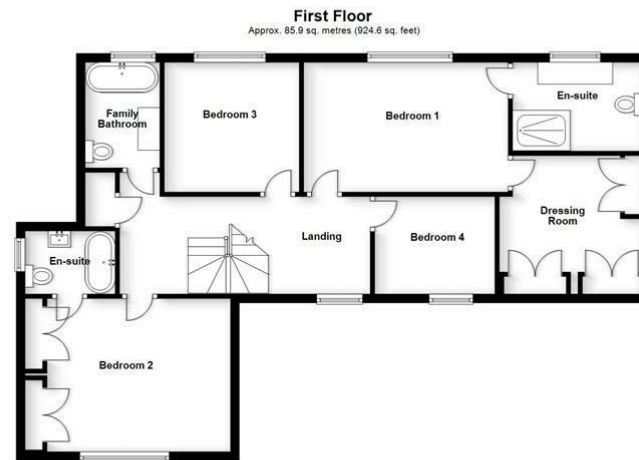 First Floor
Approx. 85.9 sq. metres (924.6 sq. feet)
Family
Bathroom
Bedroom 3
Bedroom 1
En-suite
Dressing
Room
Landing
Bedroom 4
En-suite
Bedroom 2